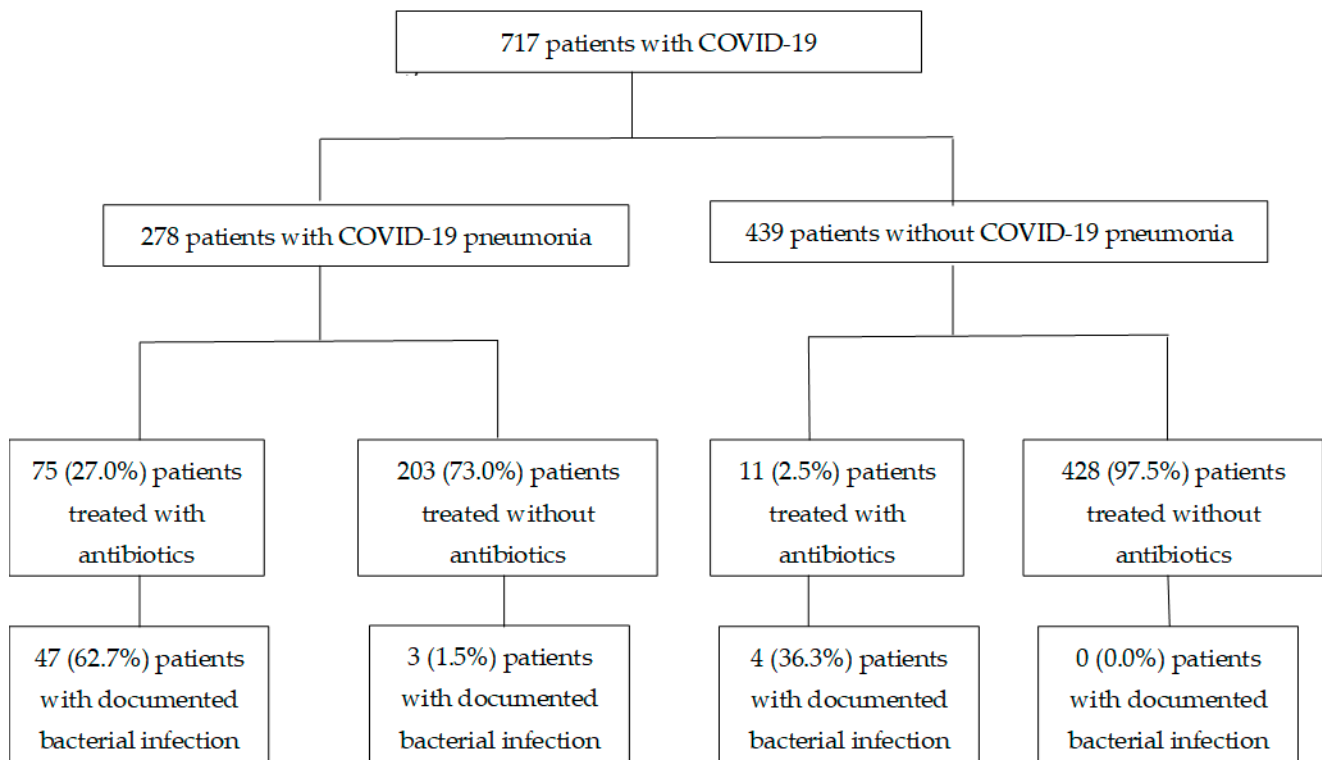 717 patients with COVID-19
278 patients with COVID-19 pneumonia
439 patients without COVID-19 pneumonia
75 (27.0%) patients
treated with
antibiotics
203 (73.0%) patients
treated without
antibiotics
11 (2.5%) patients
treated with
antibiotics
428 (97.5%) patients
treated without
antibiotics
47 (62.7%) patients
with documented
bacterial infection
3 (1.5%) patients
with documented
bacterial infection
4 (36.3%) patients
with documented
bacterial infection
0 (0.0%) patients
with documented
bacterial infection